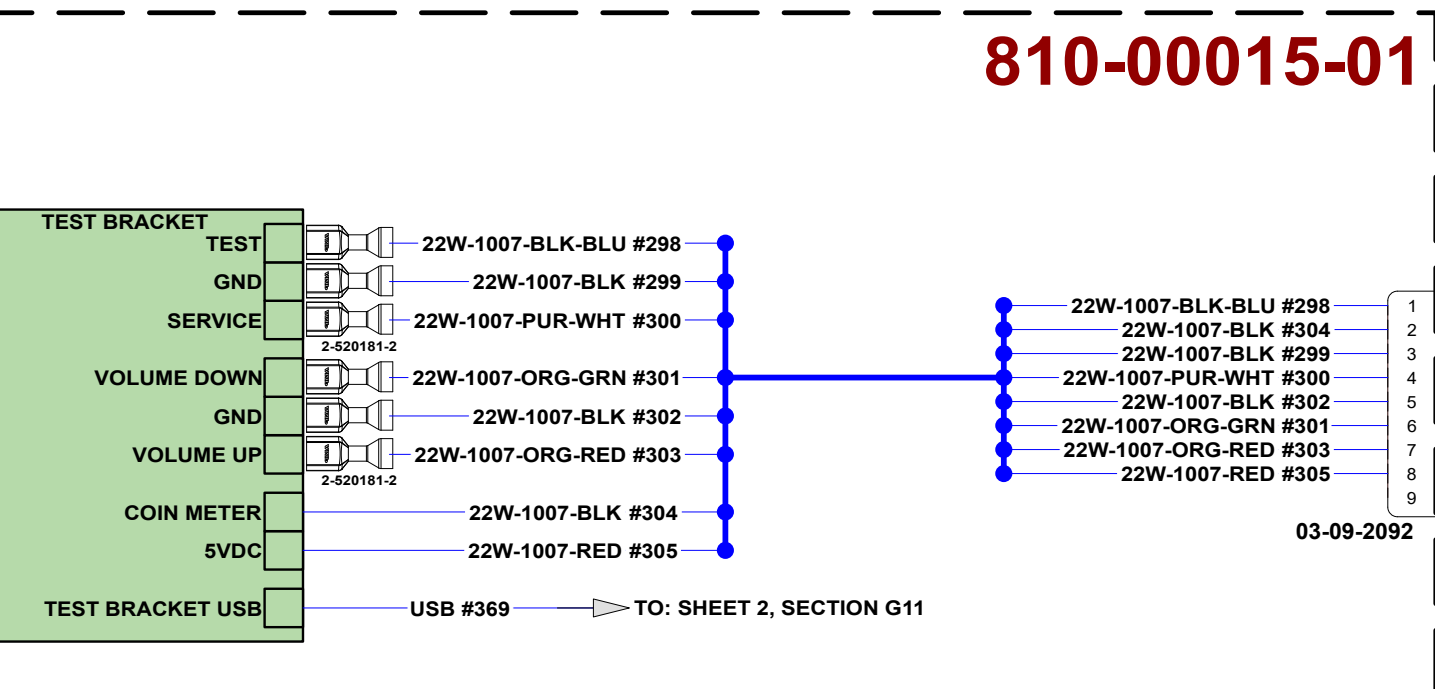 810-00015-01
TEST BRACKET
TEST 22W-1007-BLK-BLU #298
GND 22W-1007-BLK #299
SERVICE 22W-1007-PUR-WHT #300
2-520181-2
VOLUME DOWN 22W-1007-ORG-GRN #301
GND 22W-1007-BLK #302
VOLUME UP 22W-1007-ORG-RED #303
2-520181-2
COIN METER 22W-1007-BLK #304
5VDC 22W-1007-RED #305
TEST BRACKET USB USB #369 TO: SHEET 2, SECTION G11
22W-1007-BLK-BLU #298 1
22W-1007-BLK #304 2
22W-1007-BLK #299 3
22W-1007-PUR-WHT #300 4
22W-1007-BLK #302 5
22W-1007-ORG-GRN #301 6
22W-1007-ORG-RED #303 7
22W-1007-RED #305 8
9
03-09-2092